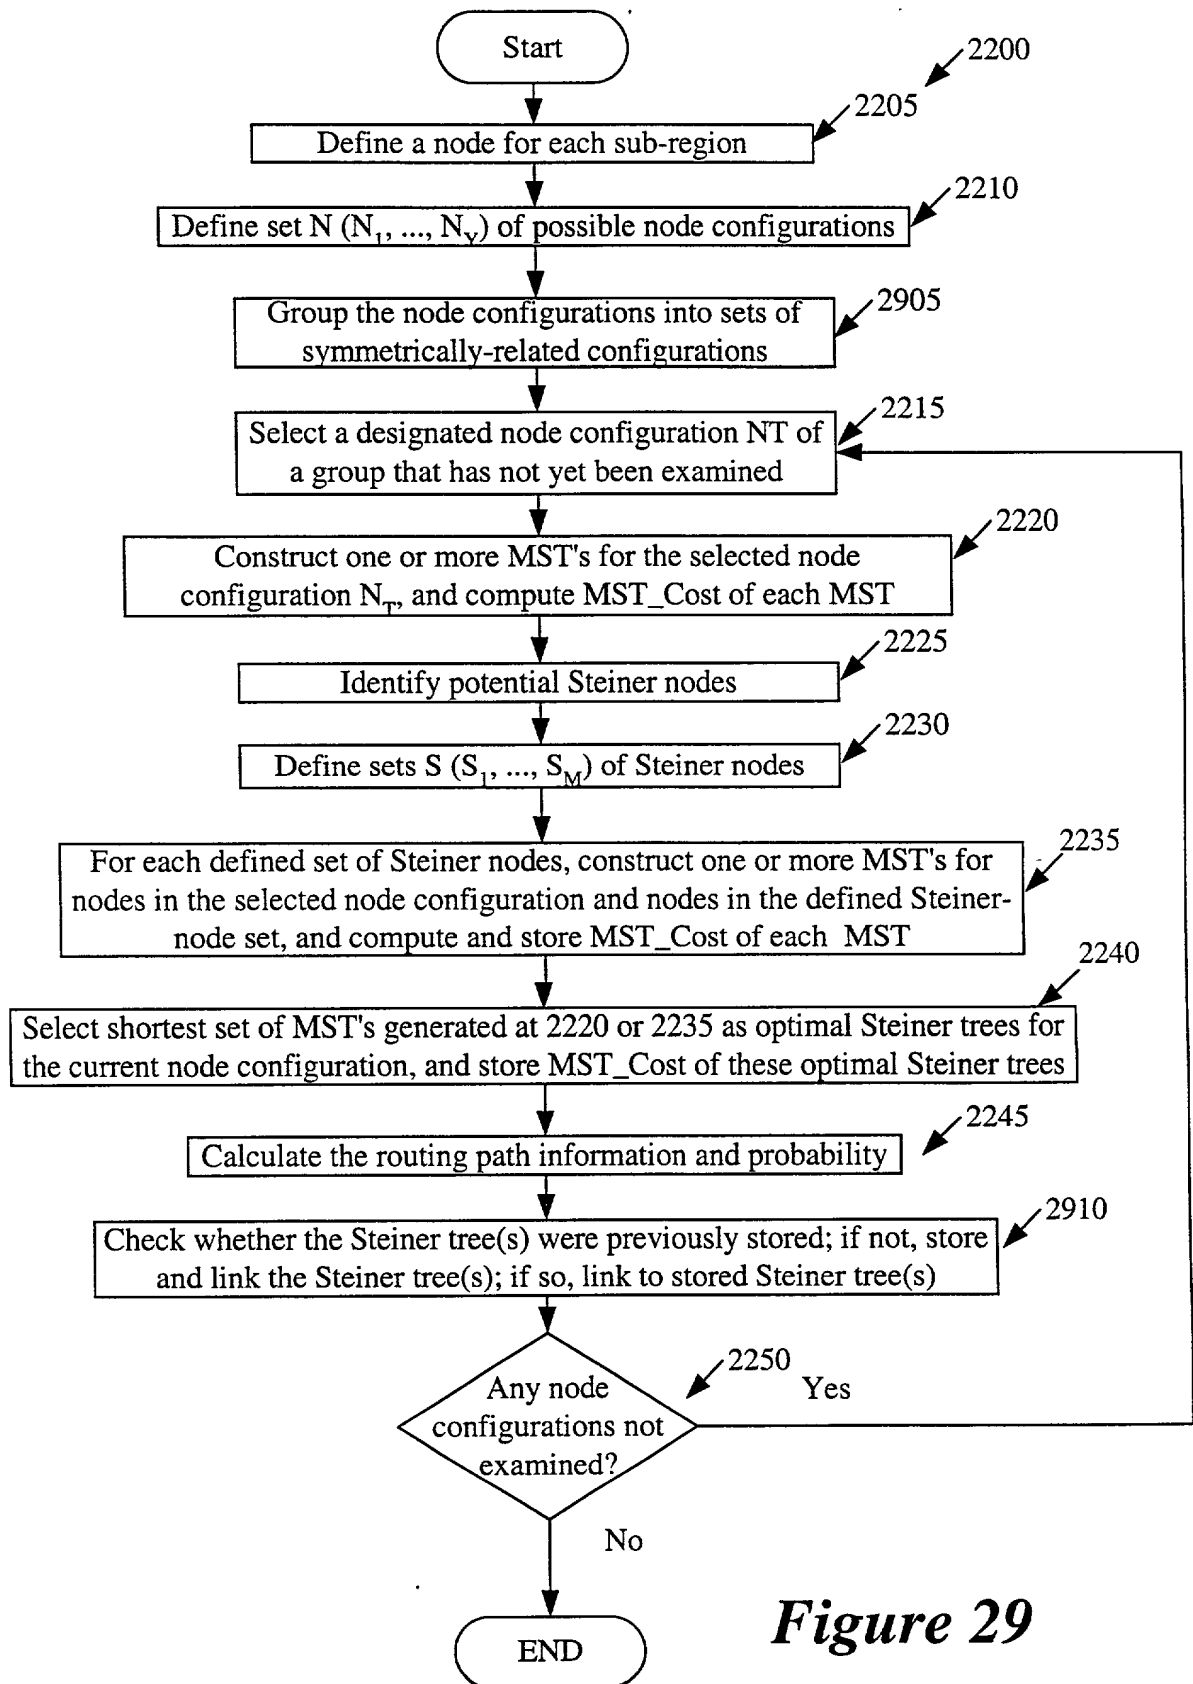 Start
2200
2205
Define a node for each sub-region
2210
Define set N (N1, ..., NY) of possible node configurations
2905
Group the node configurations into sets of
symmetrically-related configurations
2215
Select a designated node configuration NT of
a group that has not yet been examined
2220
Construct one or more MST's for the selected node
configuration NT, and compute MST_Cost of each MST
2225
Identify potential Steiner nodes
2230
Define sets S (S1, ..., SM) of Steiner nodes
2235
For each defined set of Steiner nodes, construct one or more MST's for
nodes in the selected node configuration and nodes in the defined Steiner-
node set, and compute and store MST_Cost of each MST
2240
Select shortest set of MST's generated at 2220 or 2235 as optimal Steiner trees for
the current node configuration, and store MST_Cost of these optimal Steiner trees
2245
Calculate the routing path information and probability
2910
Check whether the Steiner tree(s) were previously stored; if not, store
and link the Steiner tree(s); if so, link to stored Steiner tree(s)
2250
Any node
configurations not
examined?
Yes
No
END
Figure 29